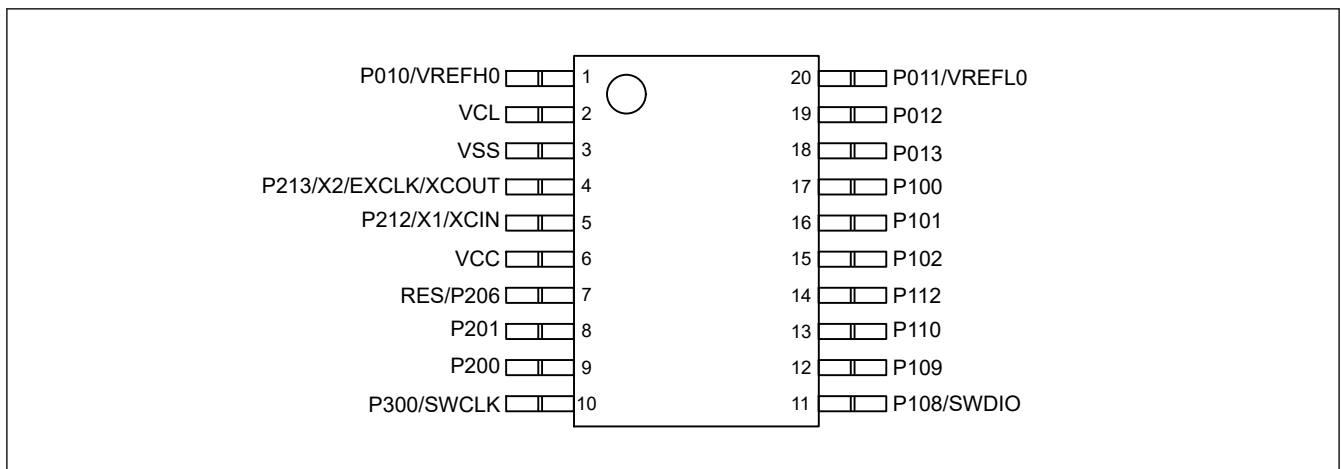 P010/VREFH0 1 20 P011/VREFL0
VCL 2 19 P012
VSS 3 18 P013
P213/X2/EXCLK/XCOUT 4 17 P100
P212/X1/XCIN 5 16 P101
VCC 6 15 P102
RES/P206 7 14 P112
P201 8 13 P110
P200 9 12 P109
P300/SWCLK 10 11 P108/SWDIO